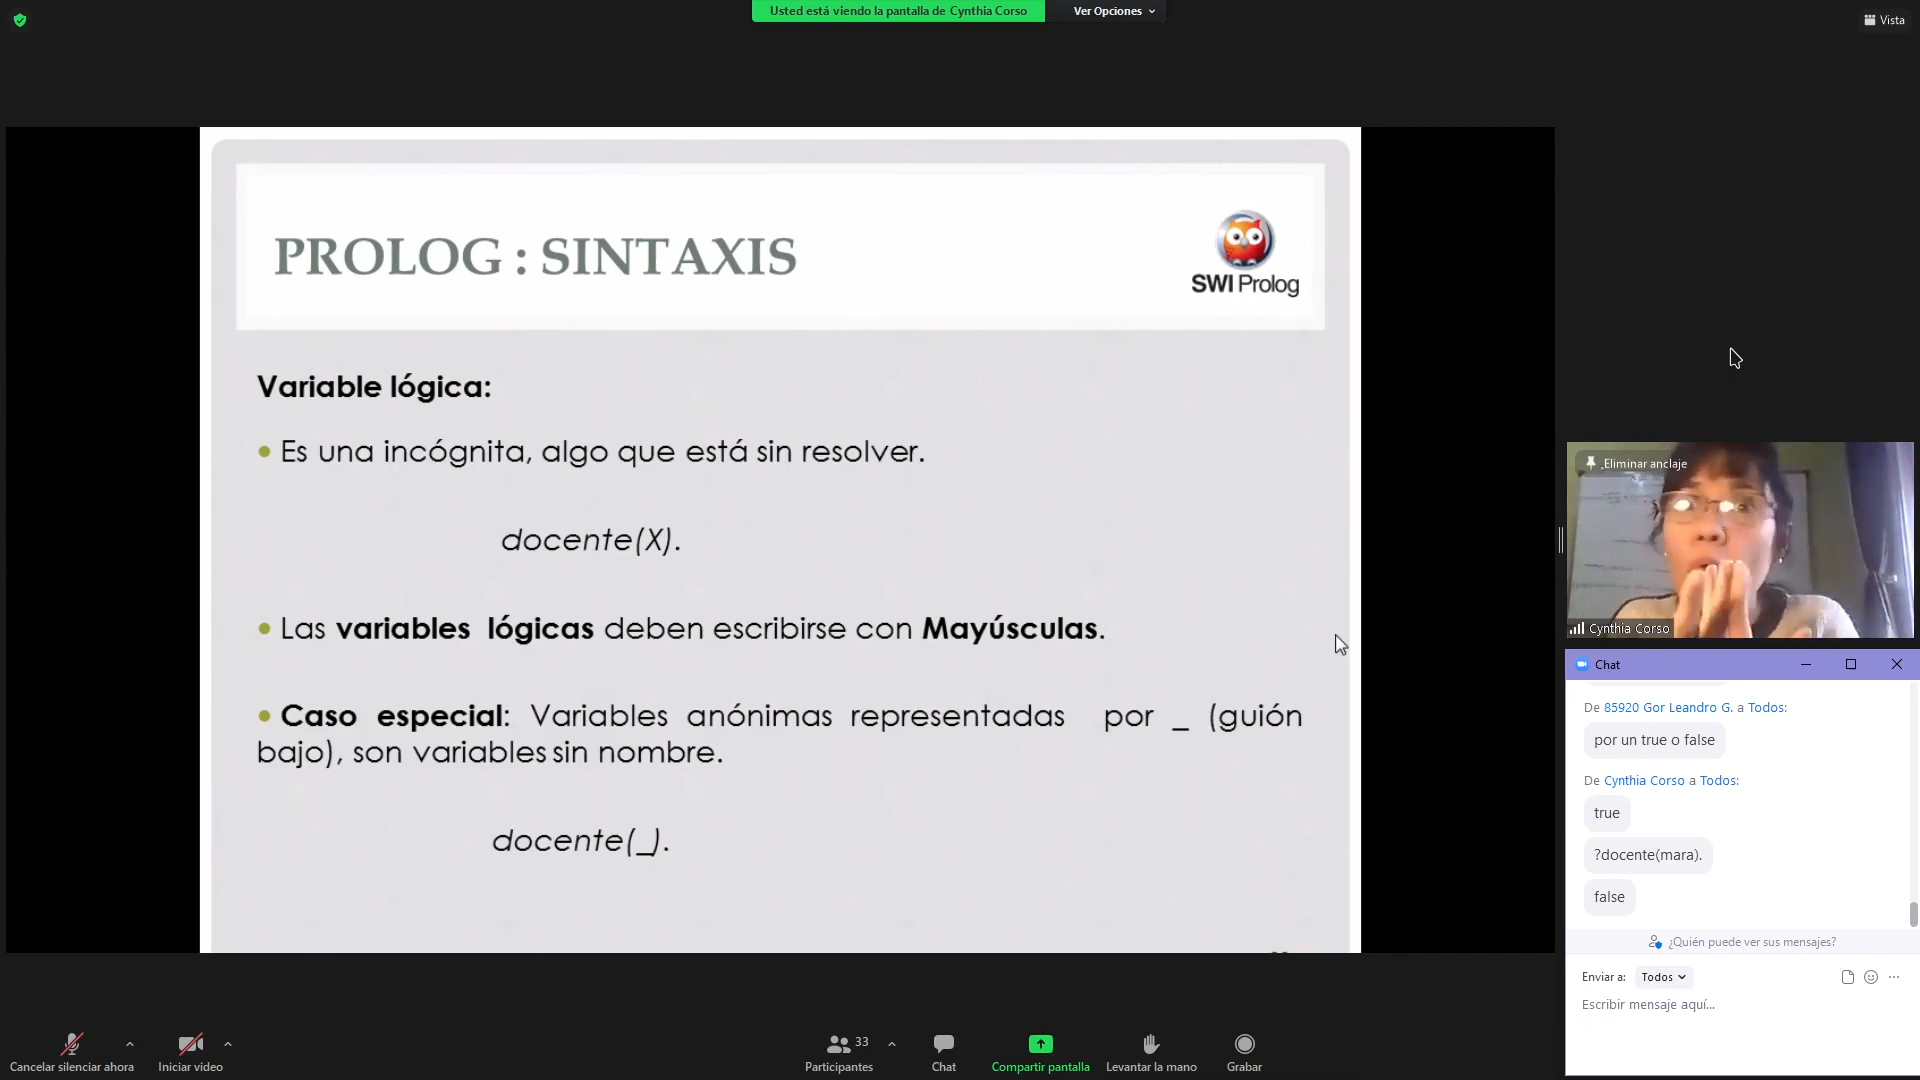 Usted está viendo la pantalla de Cynthia Corso
Ver Opciones
Vista
PROLOG : SINTAXIS
SWI Prolog
Variable lógica:
• Es una incógnita, algo que está sin resolver.
docente(X).
• Las variables lógicas deben escribirse con Mayúsculas.
• Caso especial: Variables anónimas representadas por _ (guión
bajo), son variables sin nombre.
docente(_).
Eliminar anclaje
Cynthia Corso
Chat
De 85920 Gor Leandro G. a Todos:
por un true o false
De Cynthia Corso a Todos:
true
?docente(mara).
false
¿Quién puede ver sus mensajes?
Enviar a: Todos
Escribir mensaje aquí...
Cancelar silenciar ahora
Iniciar video
33
Participantes
Chat
Compartir pantalla
Levantar la mano
Grabar